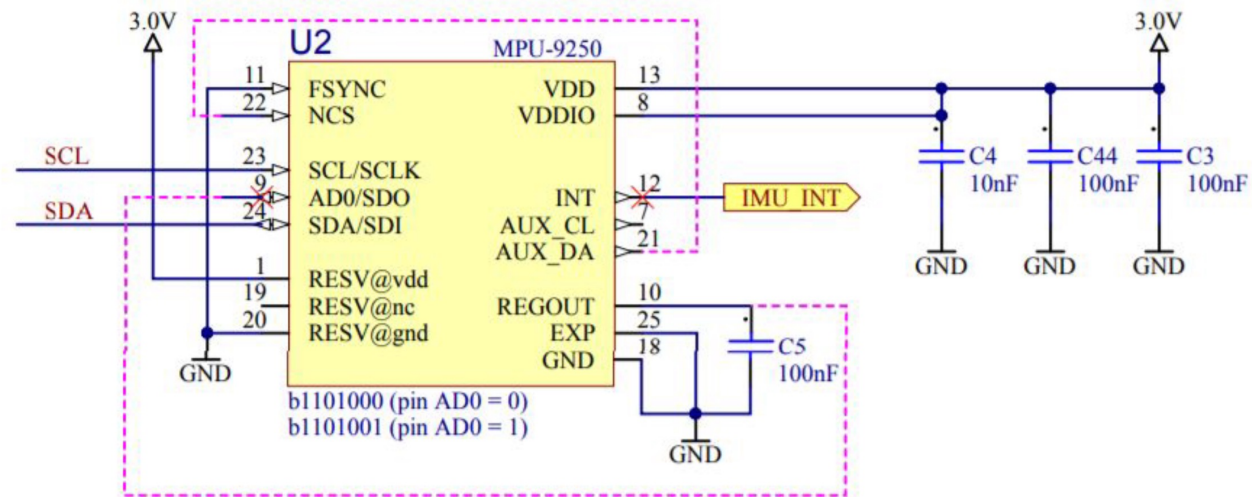 3.0V
3.0V
U2
MPU-9250
11
FSYNC
VDD
13
22
NCS
VDDIO
8
SCL
23
SCL/SCLK
9
AD0/SDO
INT
12
IMU_INT
SDA
24
SDA/SDI
AUX_CL
7
AUX_DA
21
C4
10nF
C44
100nF
C3
100nF
GND
GND
GND
1
RESV@vdd
19
RESV@nc
REGOUT
10
20
RESV@gnd
EXP
25
GND
18
GND
C5
100nF
b1101000 (pin AD0 = 0)
b1101001 (pin AD0 = 1)
GND